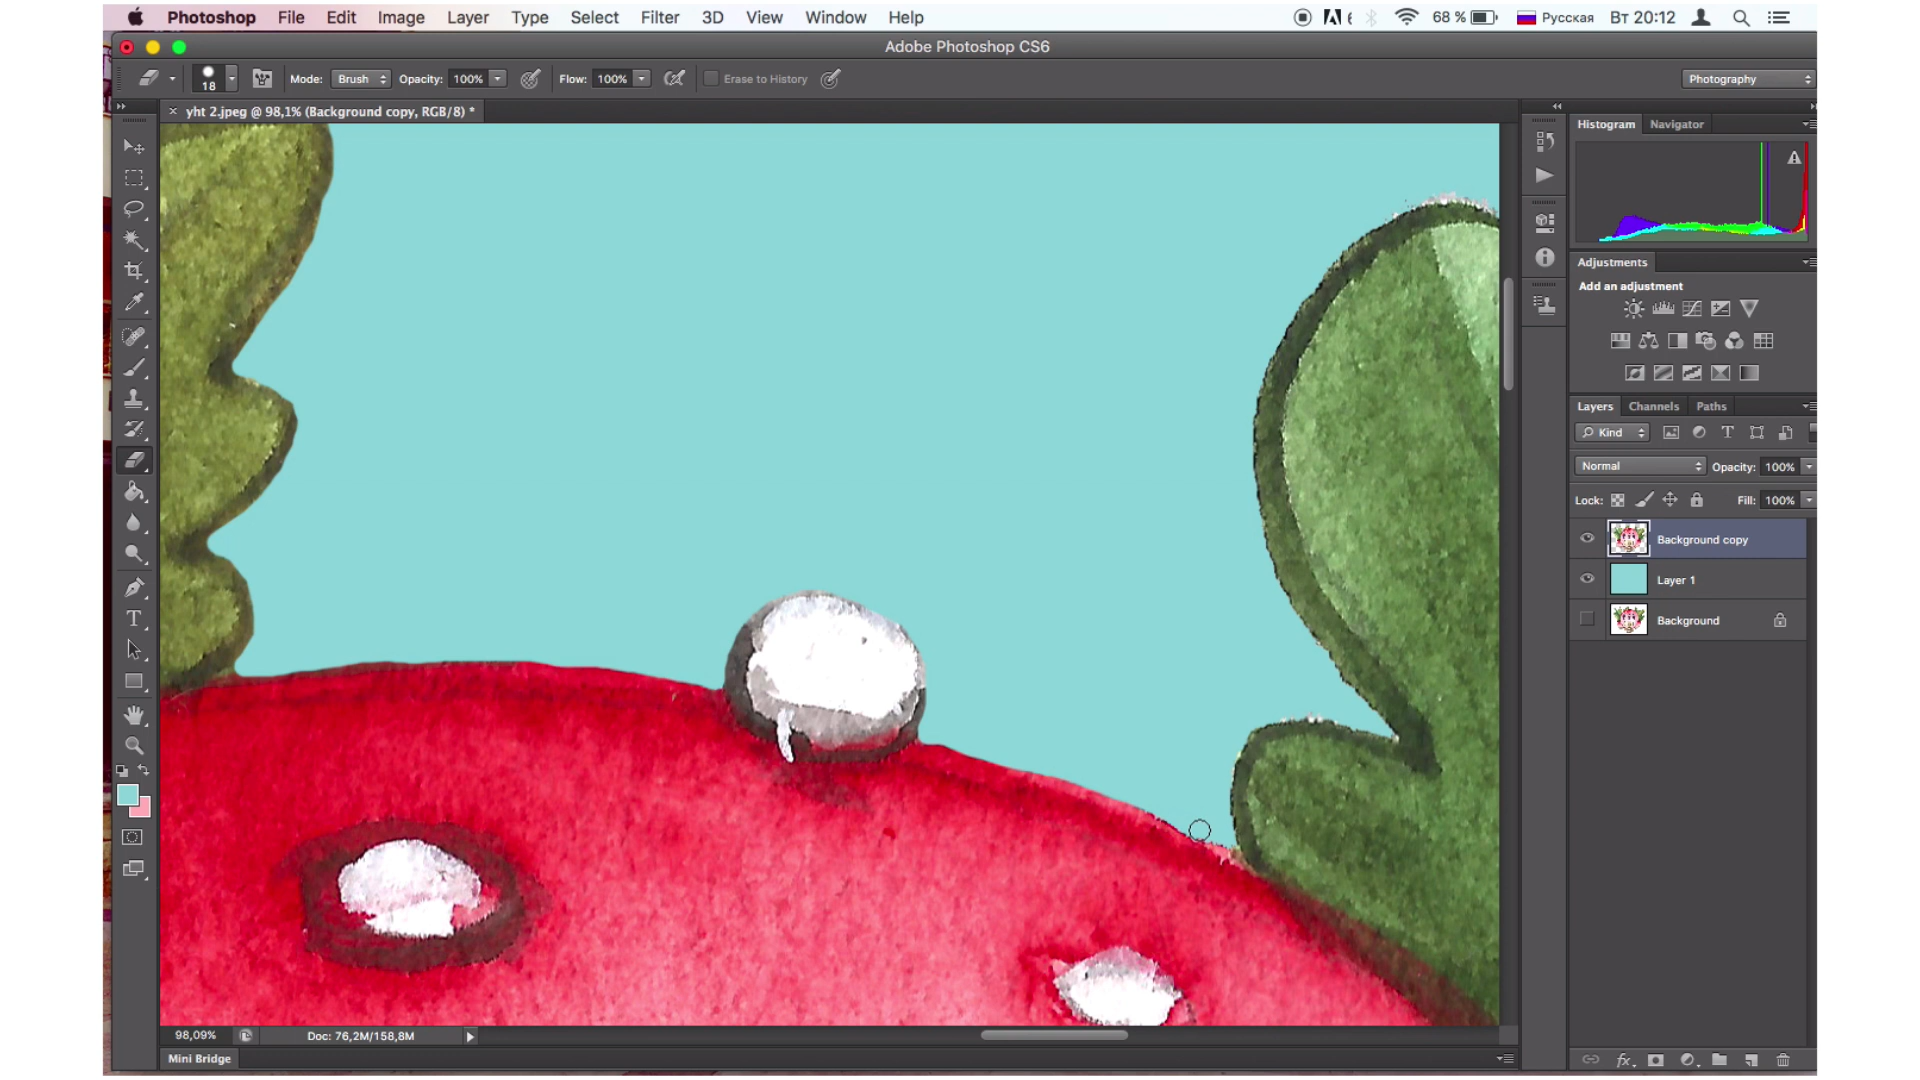 Photoshop File Edit Image Layer Type Select Filter 3D View Window Help 68 % Русская Вт 20:12
Adobe Photoshop CS6
18 Mode: Brush Opacity: 100% Flow: 100% Erase to History Photography
× yht 2.jpeg @ 98,1% (Background copy, RGB/8) *
Histogram Navigator
Adjustments
Add an adjustment
Layers Channels Paths
Kind
Normal Opacity: 100%
Lock: Fill: 100%
Background copy
Layer 1
Background
98,09% Doc: 76,2M/158,8M
Mini Bridge